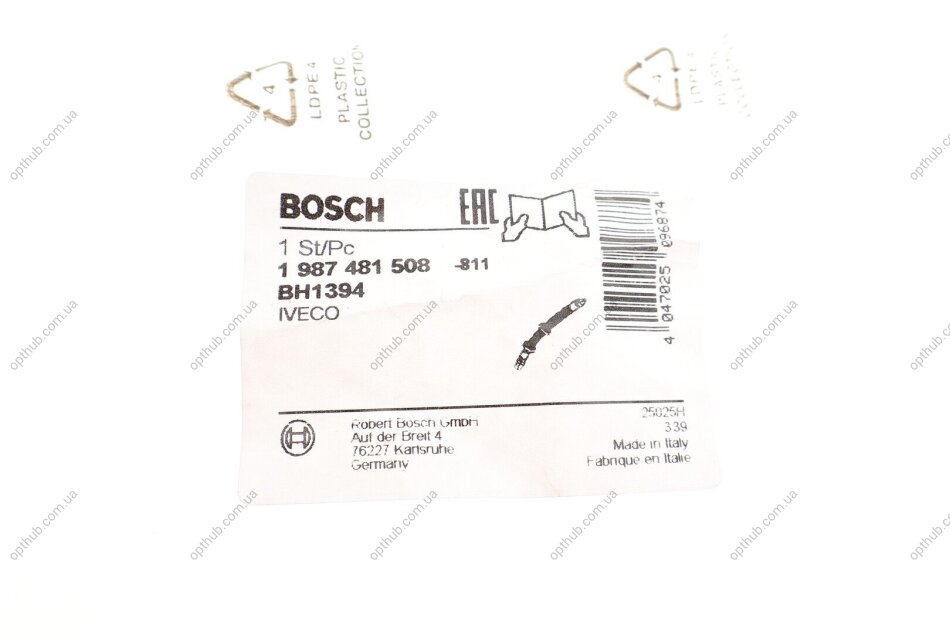 4
LDPE 4
PLASTIC
COLLECTION
4
LDPE 4
BOSCH EAC
1 St/Pc
1 987 481 508 -811
BH1394
IVECO
4 047025 096874
Robert Bosch GmbH
Auf der Breit 4
76227 Karlsruhe
Germany
25025H
339
Made in Italy
Fabriqué en Italie
opthub.com.ua